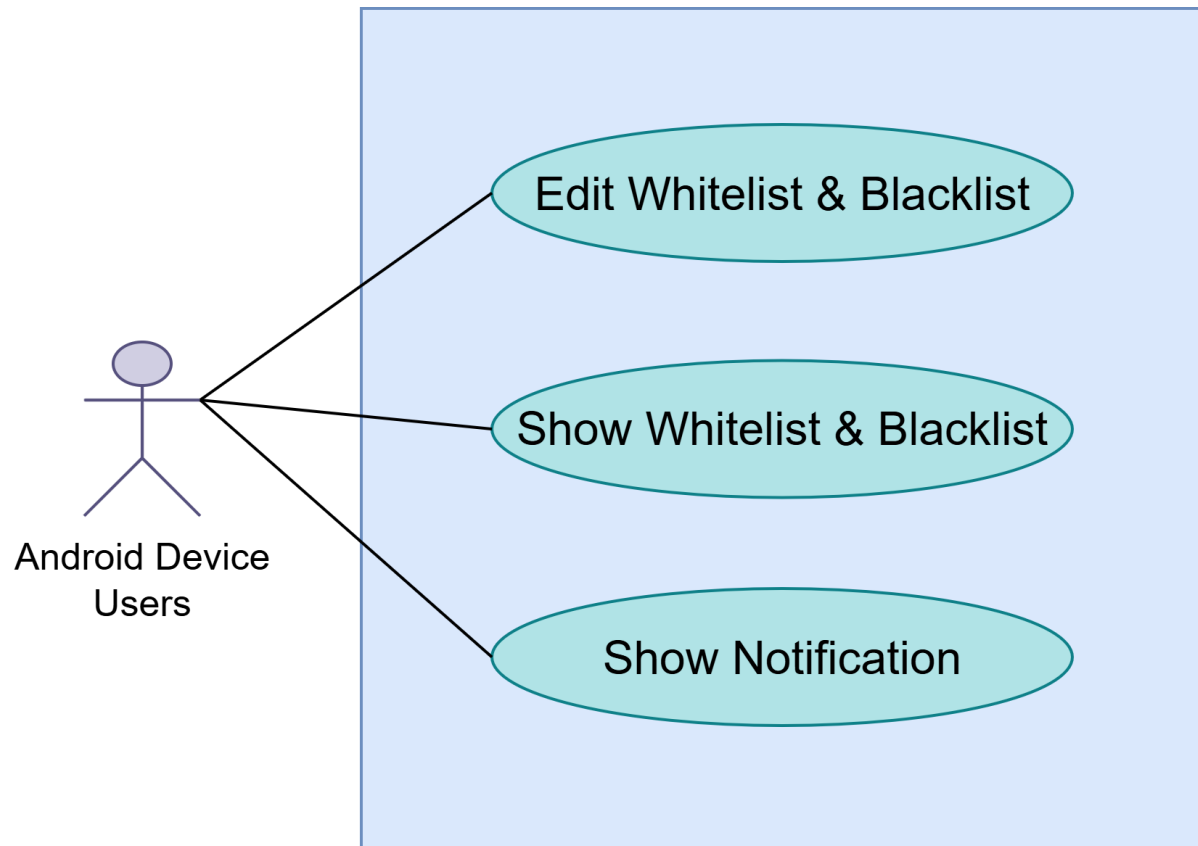 Edit Whitelist & Blacklist
Show Whitelist & Blacklist
Android Device
Users
Show Notification